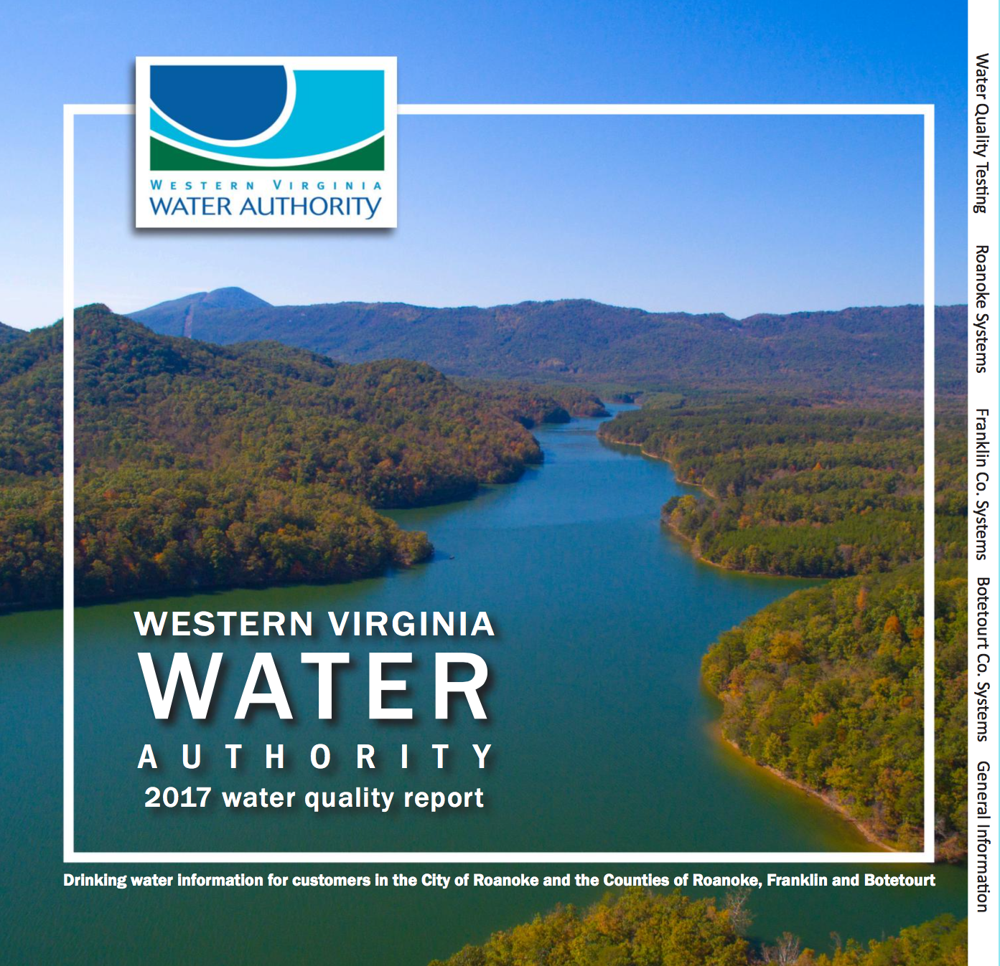 WESTERN VIRGINIA
WATER AUTHORITY
WESTERN VIRGINIA
WATER
AUTHORITY
2017 water quality report
Drinking water information for customers in the City of Roanoke and the Counties of Roanoke, Franklin and Botetourt
Water Quality Testing
Roanoke Systems
Franklin Co. Systems
Botetourt Co. Systems
General Information